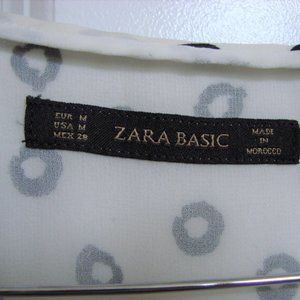 EUR M
USA M
MEX 28
ZARA BASIC
MADE
IN
MOROCCO